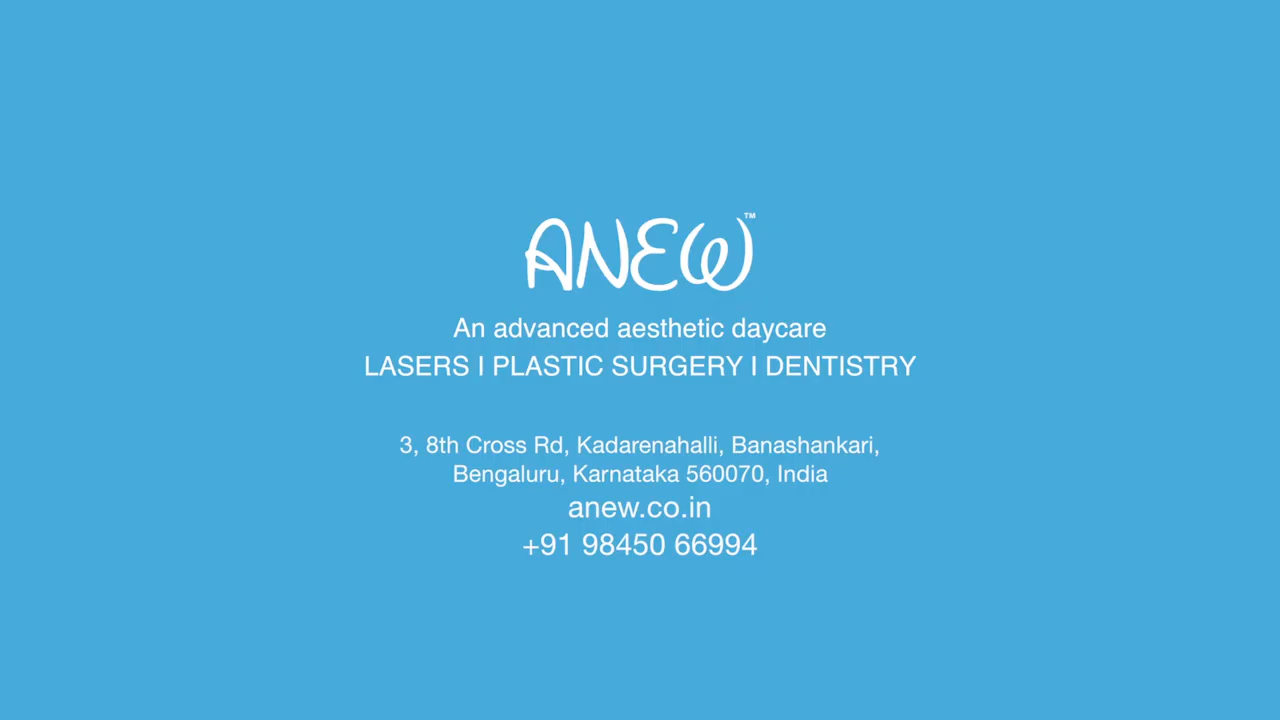 ANEW™
An advanced aesthetic daycare
LASERS I PLASTIC SURGERY I DENTISTRY
3, 8th Cross Rd, Kadarenahalli, Banashankari,
Bengaluru, Karnataka 560070, India
anew.co.in
+91 98450 66994